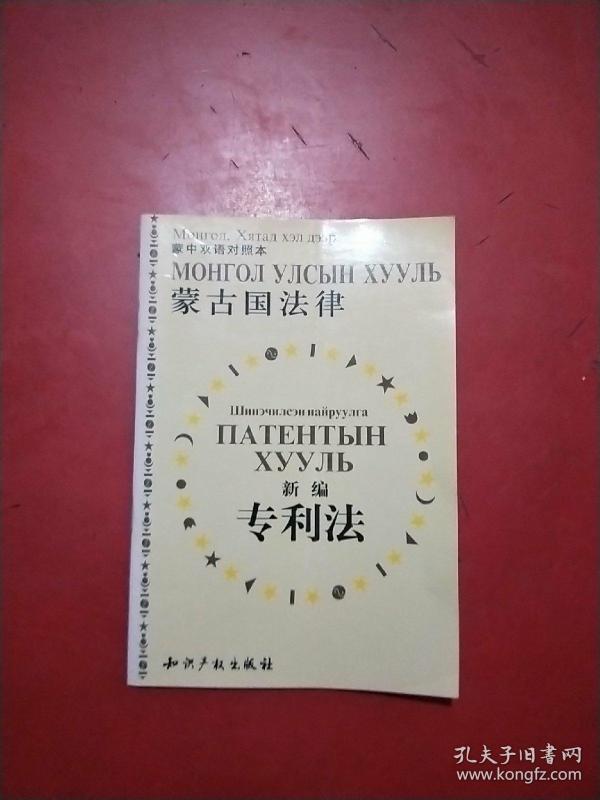 Монгол, Хятад хэл дээр
蒙中双语对照本
МОНГОЛ УЛСЫН ХУУЛЬ
蒙古国法律
Шинэчилсэн найруулга
ПАТЕНТЫН
ХУУЛЬ
新编
专利法
知识产权出版社
孔夫子旧书网
www.kongfz.com